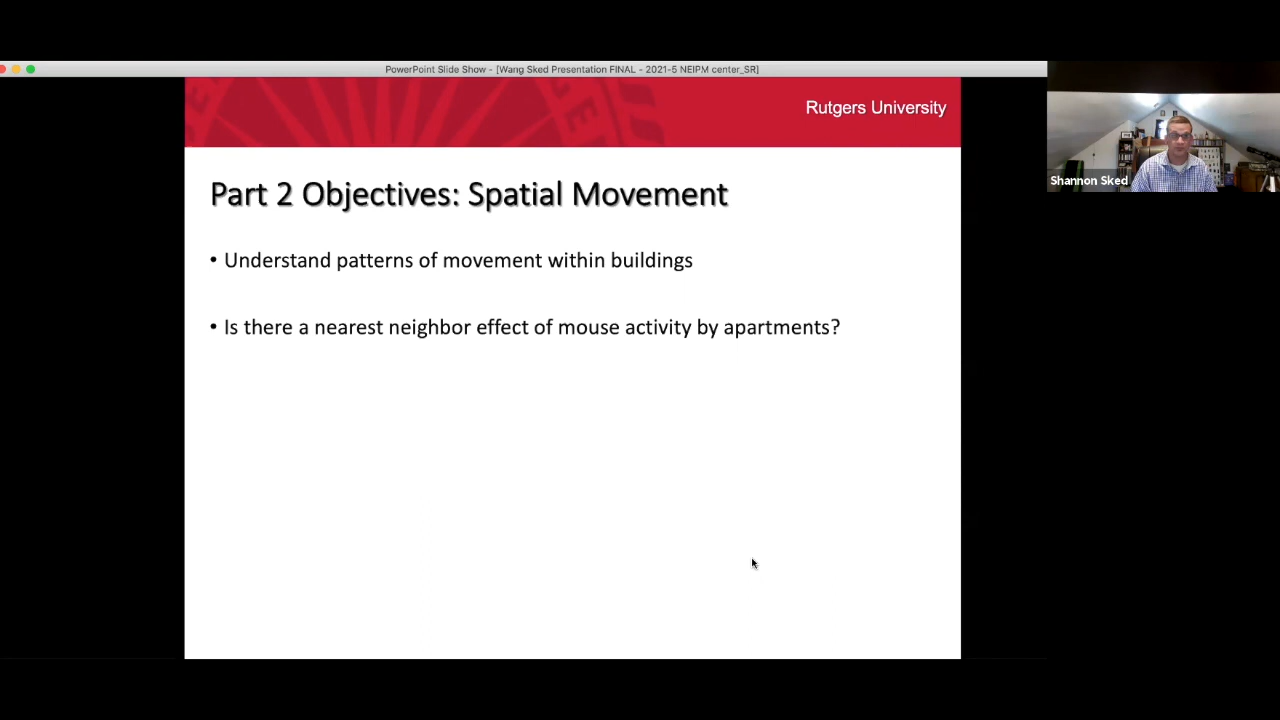 PowerPoint Slide Show - [Wang Sked Presentation FINAL - 2021-5 NEIPM center_SR]
Rutgers University
Shannon Sked
Part 2 Objectives: Spatial Movement
• Understand patterns of movement within buildings
• Is there a nearest neighbor effect of mouse activity by apartments?